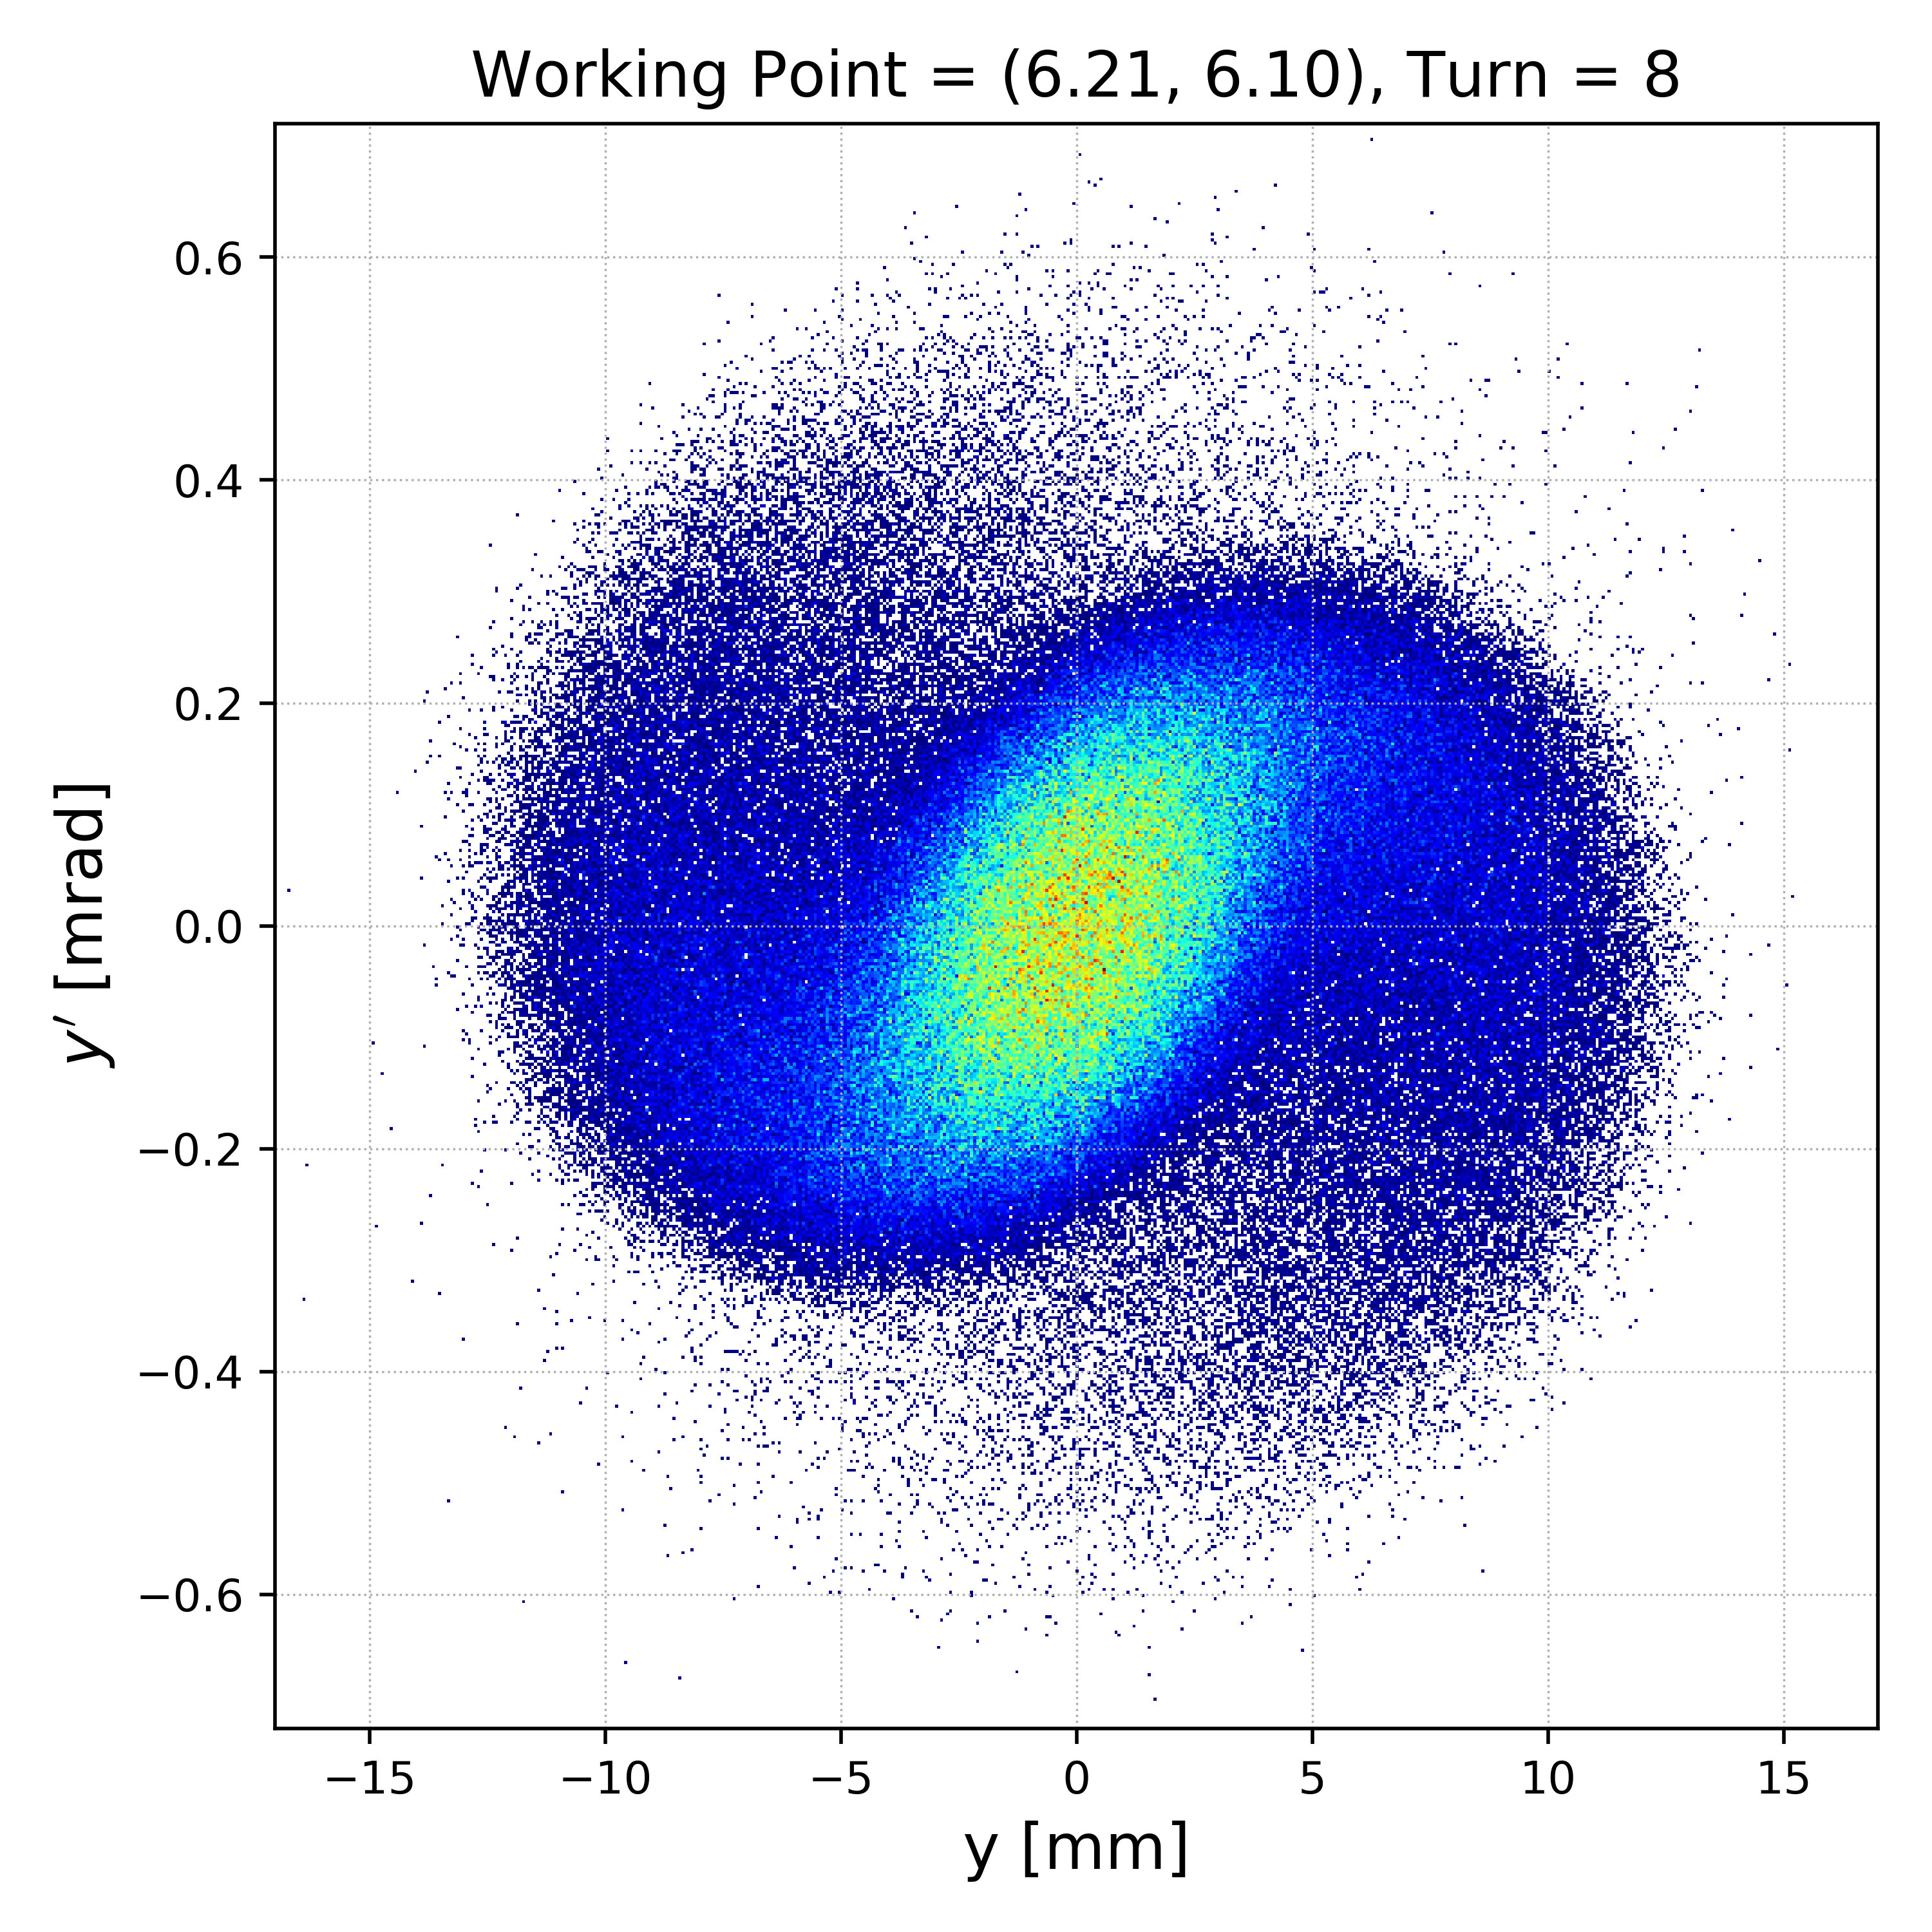 Working Point = (6.21, 6.10), Turn = 8
0.6
0.4
0.2
0.0
−0.2
−0.4
−0.6
y′ [mrad]
−15 −10 −5 0 5 10 15
y [mm]